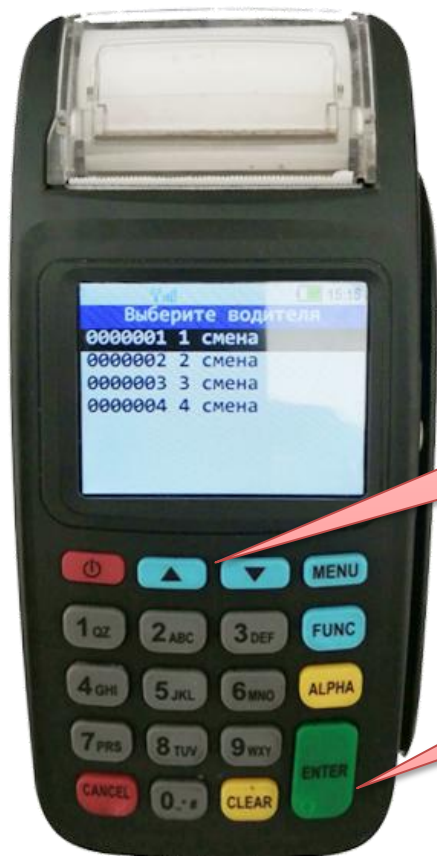 15:15
Выберите водителя
0000001 1 смена
0000002 2 смена
0000003 3 смена
0000004 4 смена
MENU
1 QZ 2 ABC 3 DEF FUNC
4 GHI 5 JKL 6 MNO ALPHA
7 PRS 8 TUV 9 WXY
ENTER
CANCEL 0 CLEAR